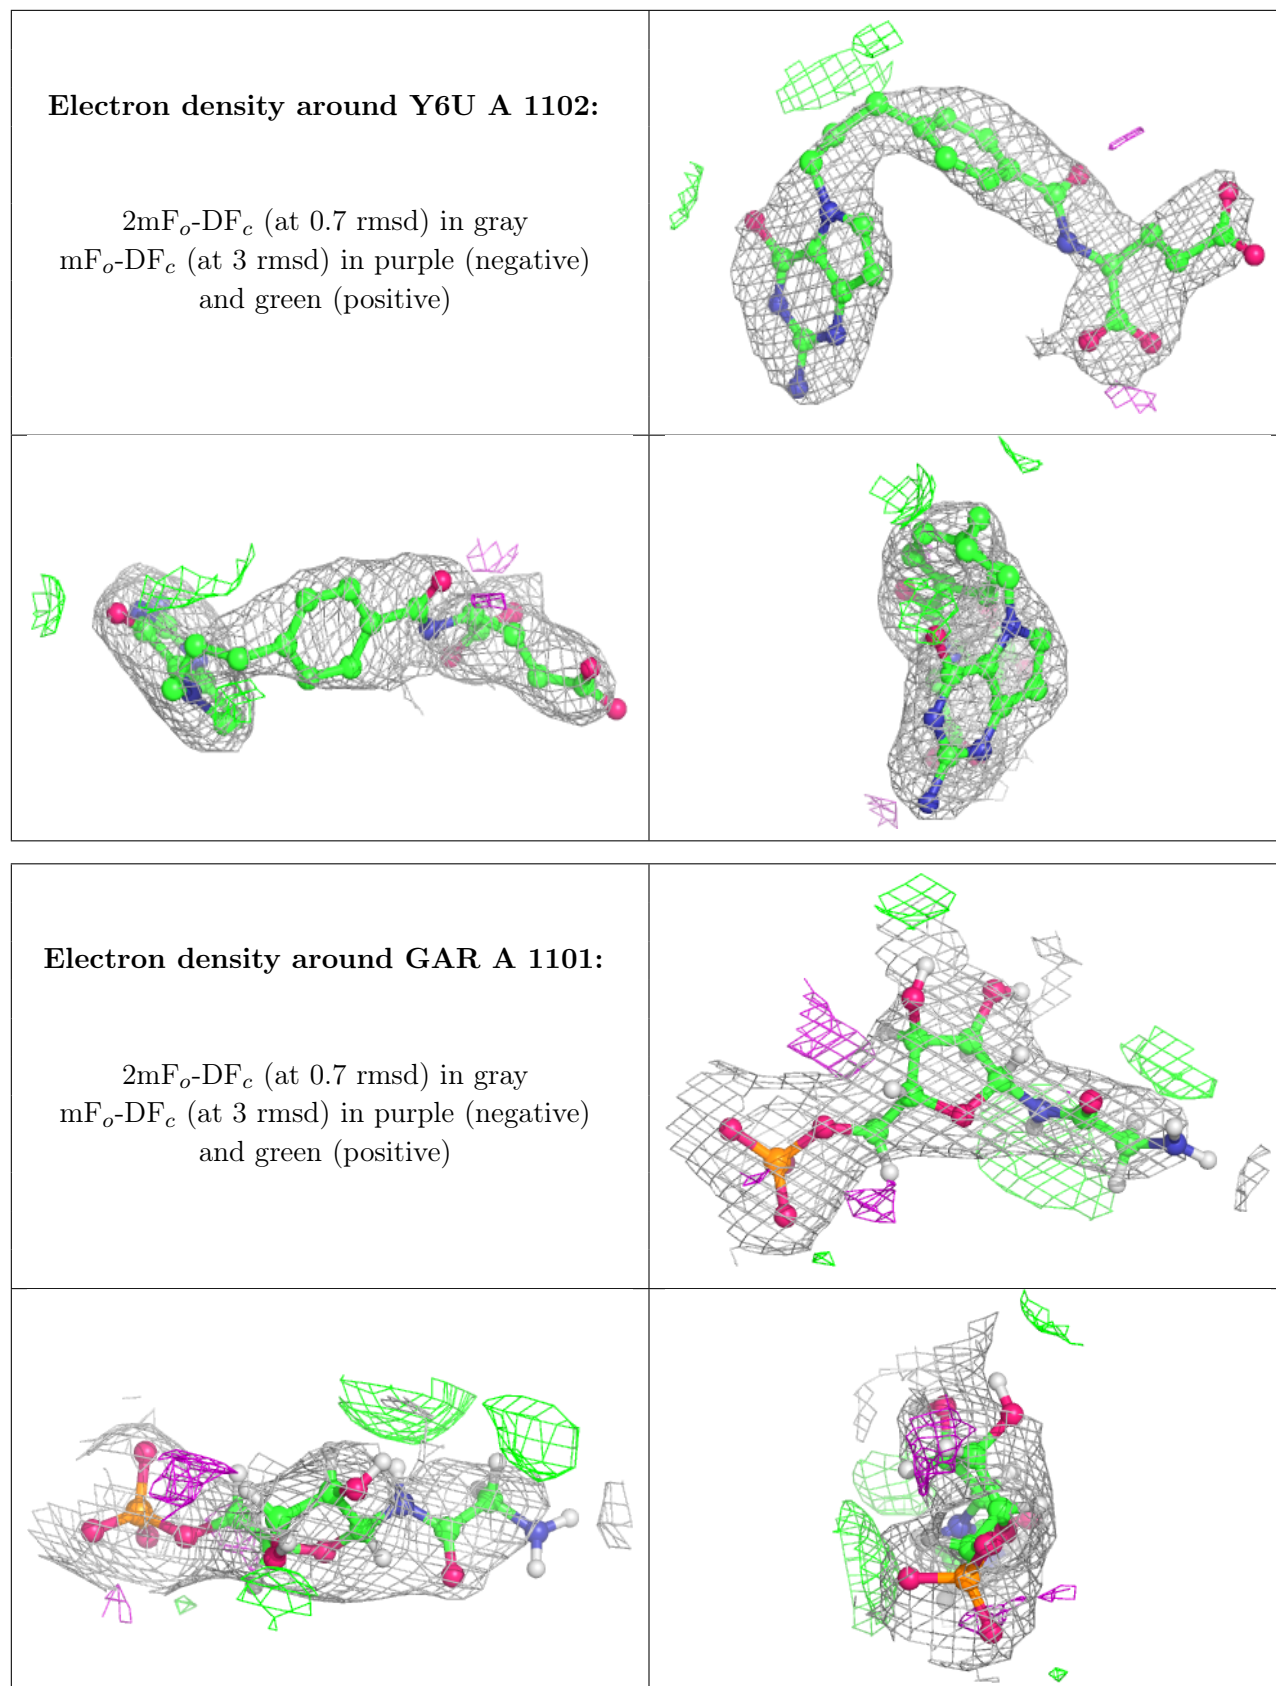 Electron density around Y6U A 1102:
2mFo-DFc (at 0.7 rmsd) in gray
mFo-DFc (at 3 rmsd) in purple (negative)
and green (positive)
Electron density around GAR A 1101:
2mFo-DFc (at 0.7 rmsd) in gray
mFo-DFc (at 3 rmsd) in purple (negative)
and green (positive)